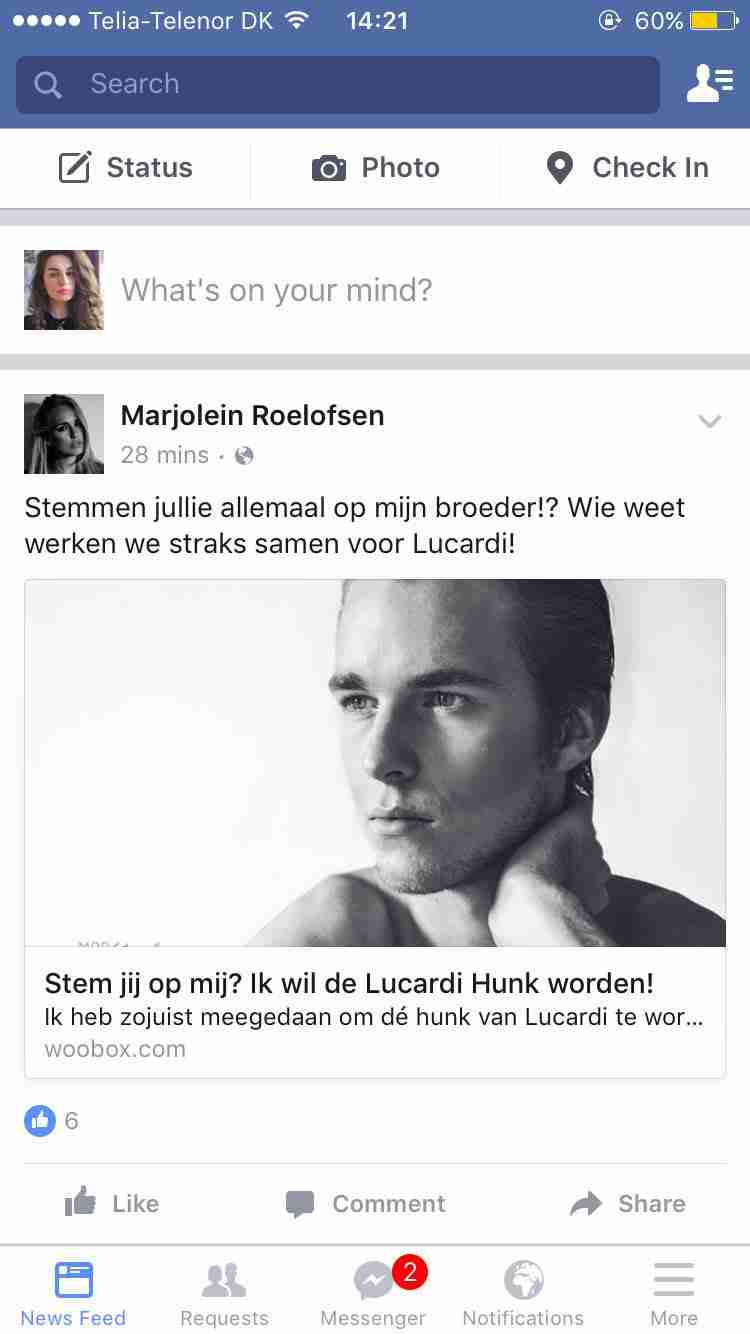 Telia-Telenor DK 14:21 60%
Search
Status Photo Check In
What's on your mind?
Marjolein Roelofsen
28 mins ·
Stemmen jullie allemaal op mijn broeder!? Wie weet
werken we straks samen voor Lucardi!
Stem jij op mij? Ik wil de Lucardi Hunk worden!
Ik heb zojuist meegedaan om dé hunk van Lucardi te wor...
woobox.com
6
Like Comment Share
2
News Feed Requests Messenger Notifications More